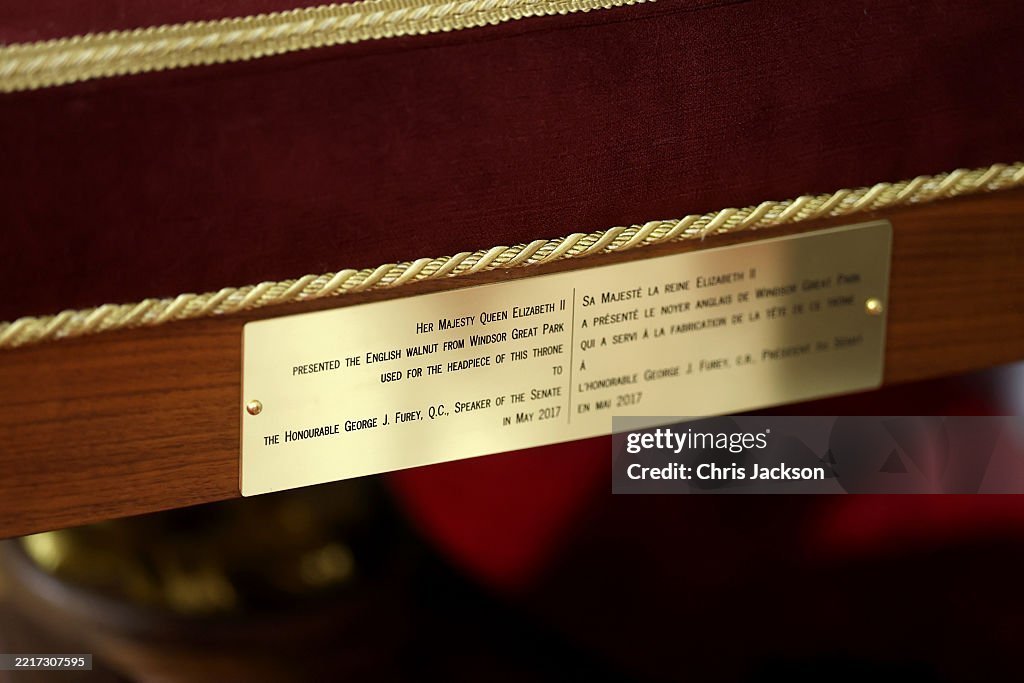 HER MAJESTY QUEEN ELIZABETH II
PRESENTED THE ENGLISH WALNUT FROM WINDSOR GREAT PARK
USED FOR THE HEADPIECE OF THIS THRONE
TO
THE HONOURABLE GEORGE J. FUREY, Q.C., SPEAKER OF THE SENATE
IN MAY 2017
SA MAJESTÉ LA REINE ELIZABETH II
A PRÉSENTÉ LE NOYER ANGLAIS DE WINDSOR GREAT PARK
QUI A SERVI À LA FABRICATION DE LA TÊTE DE CE TRÔNE
À
L'HONORABLE GEORGE J. FUREY, C.R., PRÉSIDENT DU SÉNAT
EN MAI 2017
gettyimages®
Credit: Chris Jackson
2217307595